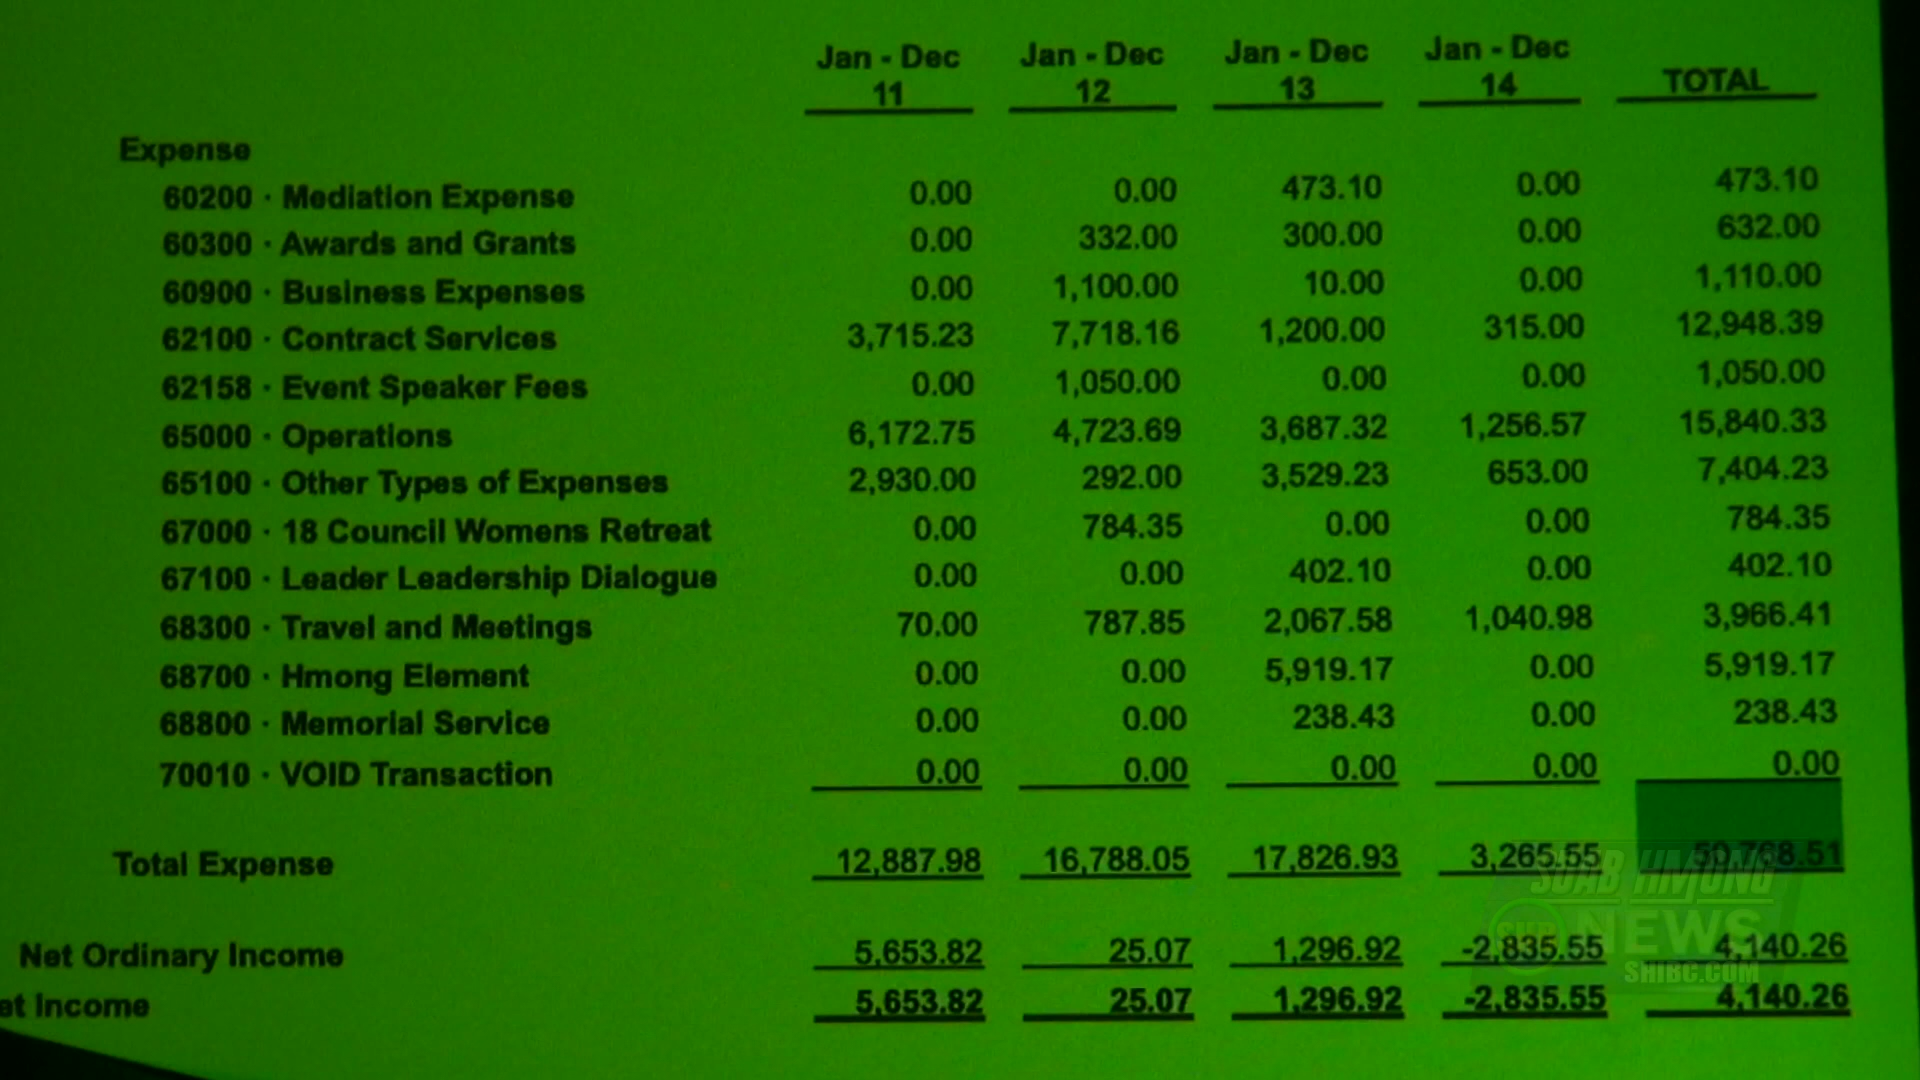 Jan - Dec 11 Jan - Dec 12 Jan - Dec 13 Jan - Dec 14 TOTAL
Expense
60200 · Mediation Expense 0.00 0.00 473.10 0.00 473.10
60300 · Awards and Grants 0.00 332.00 300.00 0.00 632.00
60900 · Business Expenses 0.00 1,100.00 10.00 0.00 1,110.00
62100 · Contract Services 3,715.23 7,718.16 1,200.00 315.00 12,948.39
62158 · Event Speaker Fees 0.00 1,050.00 0.00 0.00 1,050.00
65000 · Operations 6,172.75 4,723.69 3,687.32 1,256.57 15,840.33
65100 · Other Types of Expenses 2,930.00 292.00 3,529.23 653.00 7,404.23
67000 · 18 Council Womens Retreat 0.00 784.35 0.00 0.00 784.35
67100 · Leader Leadership Dialogue 0.00 0.00 402.10 0.00 402.10
68300 · Travel and Meetings 70.00 787.85 2,067.58 1,040.98 3,966.41
68700 · Hmong Element 0.00 0.00 5,919.17 0.00 5,919.17
68800 · Memorial Service 0.00 0.00 238.43 0.00 238.43
70010 · VOID Transaction 0.00 0.00 0.00 0.00 0.00
Total Expense 12,887.98 16,788.05 17,826.93 3,265.55 50,768.51
Net Ordinary Income 5,653.82 25.07 1,296.92 -2,835.55 4,140.26
et Income 5,653.82 25.07 1,296.92 -2,835.55 4,140.26
SUAB HMONG
NEWS
SHIBC.COM